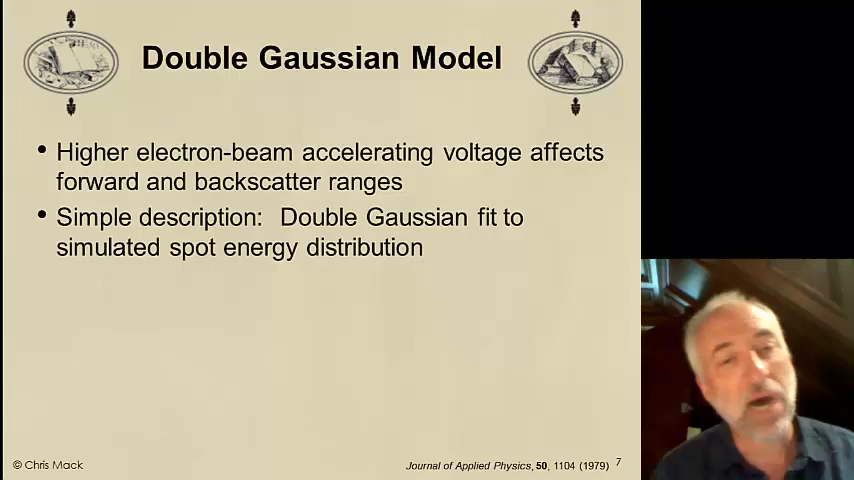 Double Gaussian Model
• Higher electron-beam accelerating voltage affects
forward and backscatter ranges
• Simple description: Double Gaussian fit to
simulated spot energy distribution
© Chris Mack
Journal of Applied Physics, 50, 1104 (1979)
7